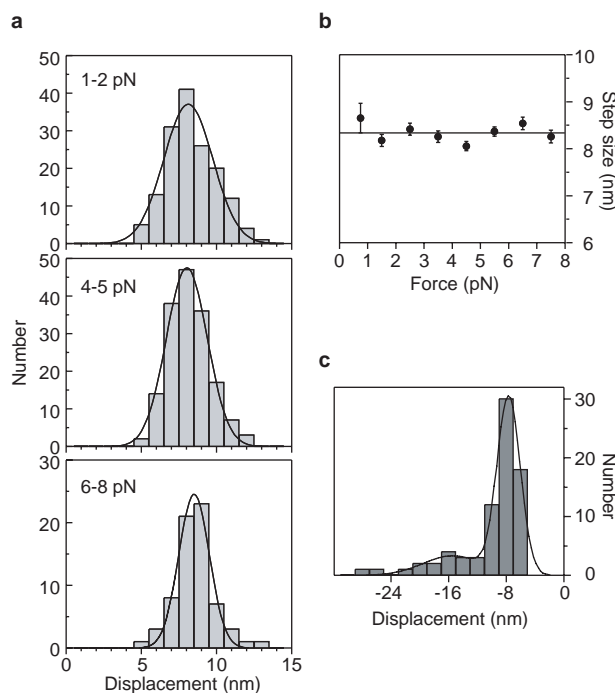 a
50
40
30
20
10
0
1-2 pN
50
40
30
20
10
0
4-5 pN
Number
30
20
10
0
6-8 pN
0 5 10 15
Displacement (nm)
b
10
9
8
7
6
Step size (nm)
0 1 2 3 4 5 6 7 8
Force (pN)
c
30
20
10
0
Number
-24 -16 -8 0
Displacement (nm)